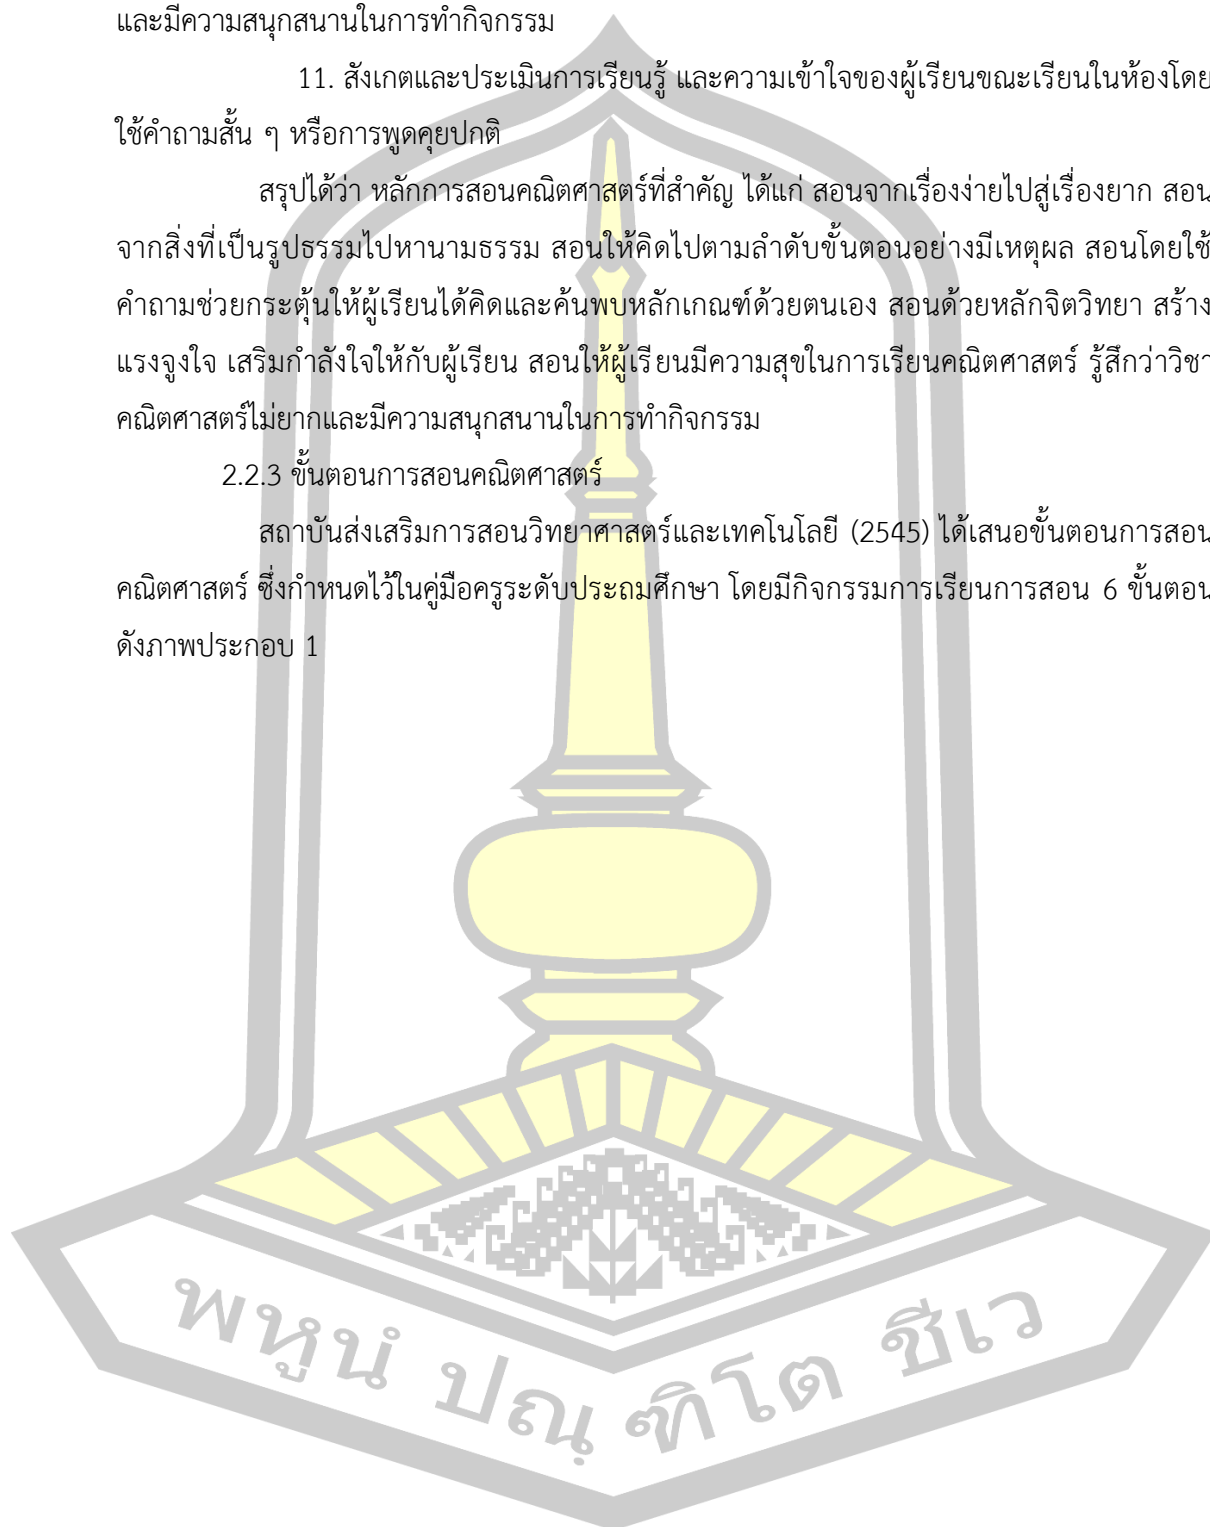 และมีความสนุกสนานในการทำกิจกรรม
11. สังเกตและประเมินการเรียนรู้ และความเข้าใจของผู้เรียนขณะเรียนในห้องโดย
ใช้คำถามสั้น ๆ หรือการพูดคุยปกติ
สรุปได้ว่า หลักการสอนคณิตศาสตร์ที่สำคัญ ได้แก่ สอนจากเรื่องง่ายไปสู่เรื่องยาก สอน
จากสิ่งที่เป็นรูปธรรมไปหานามธรรม สอนให้คิดไปตามลำดับขั้นตอนอย่างมีเหตุผล สอนโดยใช้
คำถามช่วยกระตุ้นให้ผู้เรียนได้คิดและค้นพบหลักเกณฑ์ด้วยตนเอง สอนด้วยหลักจิตวิทยา สร้าง
แรงจูงใจ เสริมกำลังใจให้กับผู้เรียน สอนให้ผู้เรียนมีความสุขในการเรียนคณิตศาสตร์ รู้สึกว่าวิชา
คณิตศาสตร์ไม่ยากและมีความสนุกสนานในการทำกิจกรรม
2.2.3 ขั้นตอนการสอนคณิตศาสตร์
สถาบันส่งเสริมการสอนวิทยาศาสตร์และเทคโนโลยี (2545) ได้เสนอขั้นตอนการสอน
คณิตศาสตร์ ซึ่งกำหนดไว้ในคู่มือครูระดับประถมศึกษา โดยมีกิจกรรมการเรียนการสอน 6 ขั้นตอน
ดังภาพประกอบ 1
พหูนํ ปณฺฑิโต ชีเว